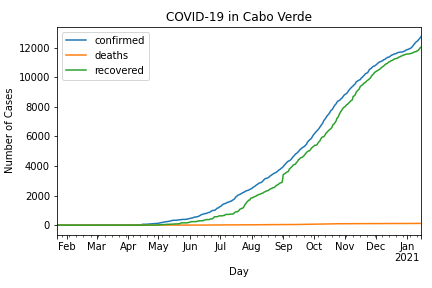 COVID-19 in Cabo Verde
confirmed
deaths
recovered
Number of Cases
12000
10000
8000
6000
4000
2000
0
Feb Mar Apr May Jun Jul Aug Sep Oct Nov Dec Jan
2021
Day